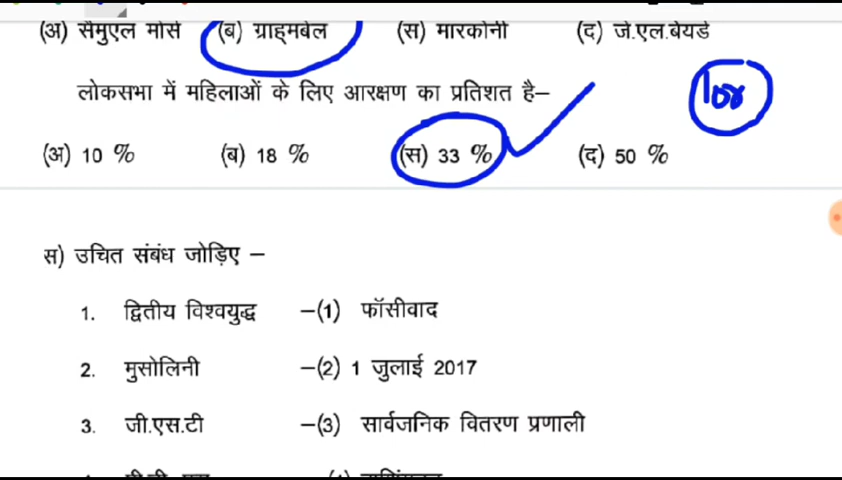 (अ) सैमुएल मोर्स (ब) ग्राह्मबेल (स) मारकोनी (द) जे.एल.बेयर्ड
लोकसभा में महिलाओं के लिए आरक्षण का प्रतिशत है–
(अ) 10 % (ब) 18 % (स) 33 % (द) 50 %
स) उचित संबंध जोड़िए –
1. द्वितीय विश्वयुद्ध –(1) फॉसीवाद
2. मुसोलिनी –(2) 1 जुलाई 2017
3. जी.एस.टी –(3) सार्वजनिक वितरण प्रणाली